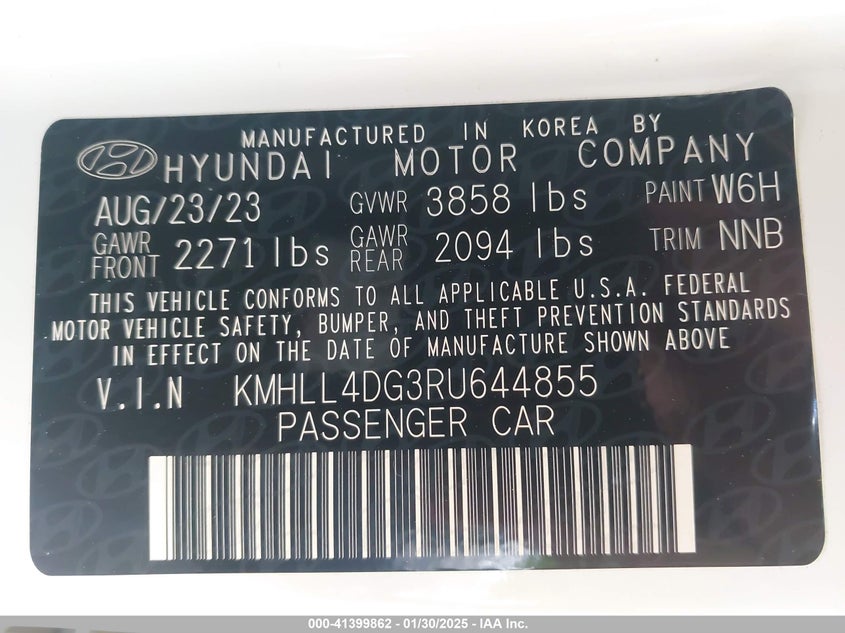 MANUFACTURED IN KOREA BY
HYUNDAI MOTOR COMPANY
AUG/23/23 GVWR 3858 lbs PAINT W6H
GAWR FRONT 2271 lbs GAWR REAR 2094 lbs TRIM NNB
THIS VEHICLE CONFORMS TO ALL APPLICABLE U.S.A. FEDERAL
MOTOR VEHICLE SAFETY, BUMPER, AND THEFT PREVENTION STANDARDS
IN EFFECT ON THE DATE OF MANUFACTURE SHOWN ABOVE
V.I.N KMHLL4DG3RU644855
PASSENGER CAR
000-41399862 - 01/30/2025 - IAA Inc.